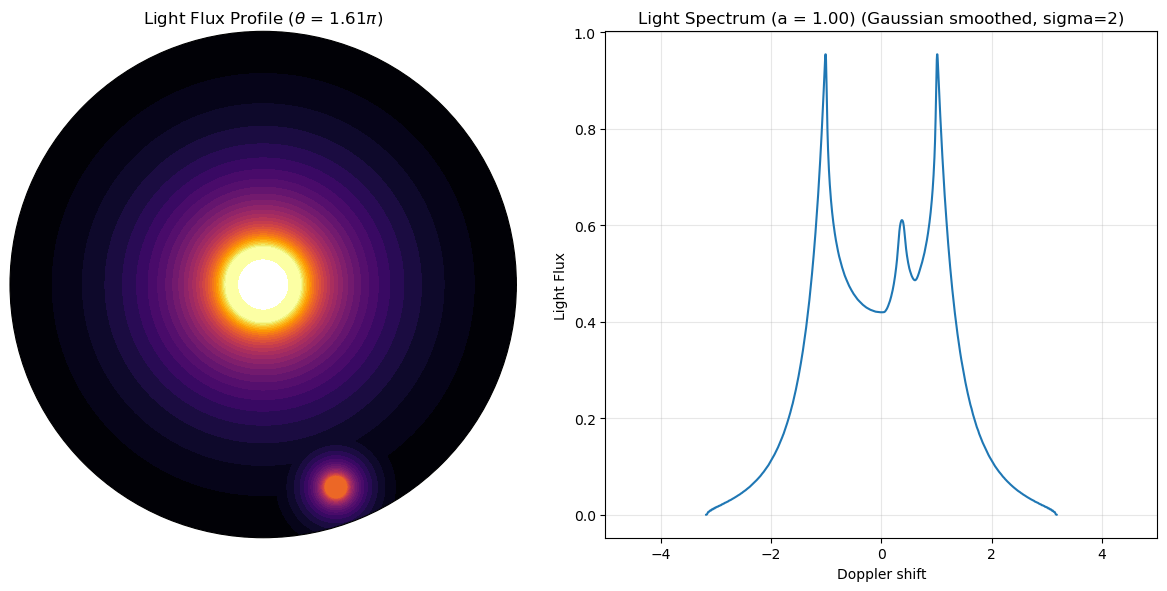 Light Flux Profile (θ = 1.61π)
Light Spectrum (a = 1.00) (Gaussian smoothed, sigma=2)
1.0
0.8
0.6
0.4
0.2
0.0
Light Flux
−4
−2
0
2
4
Doppler shift